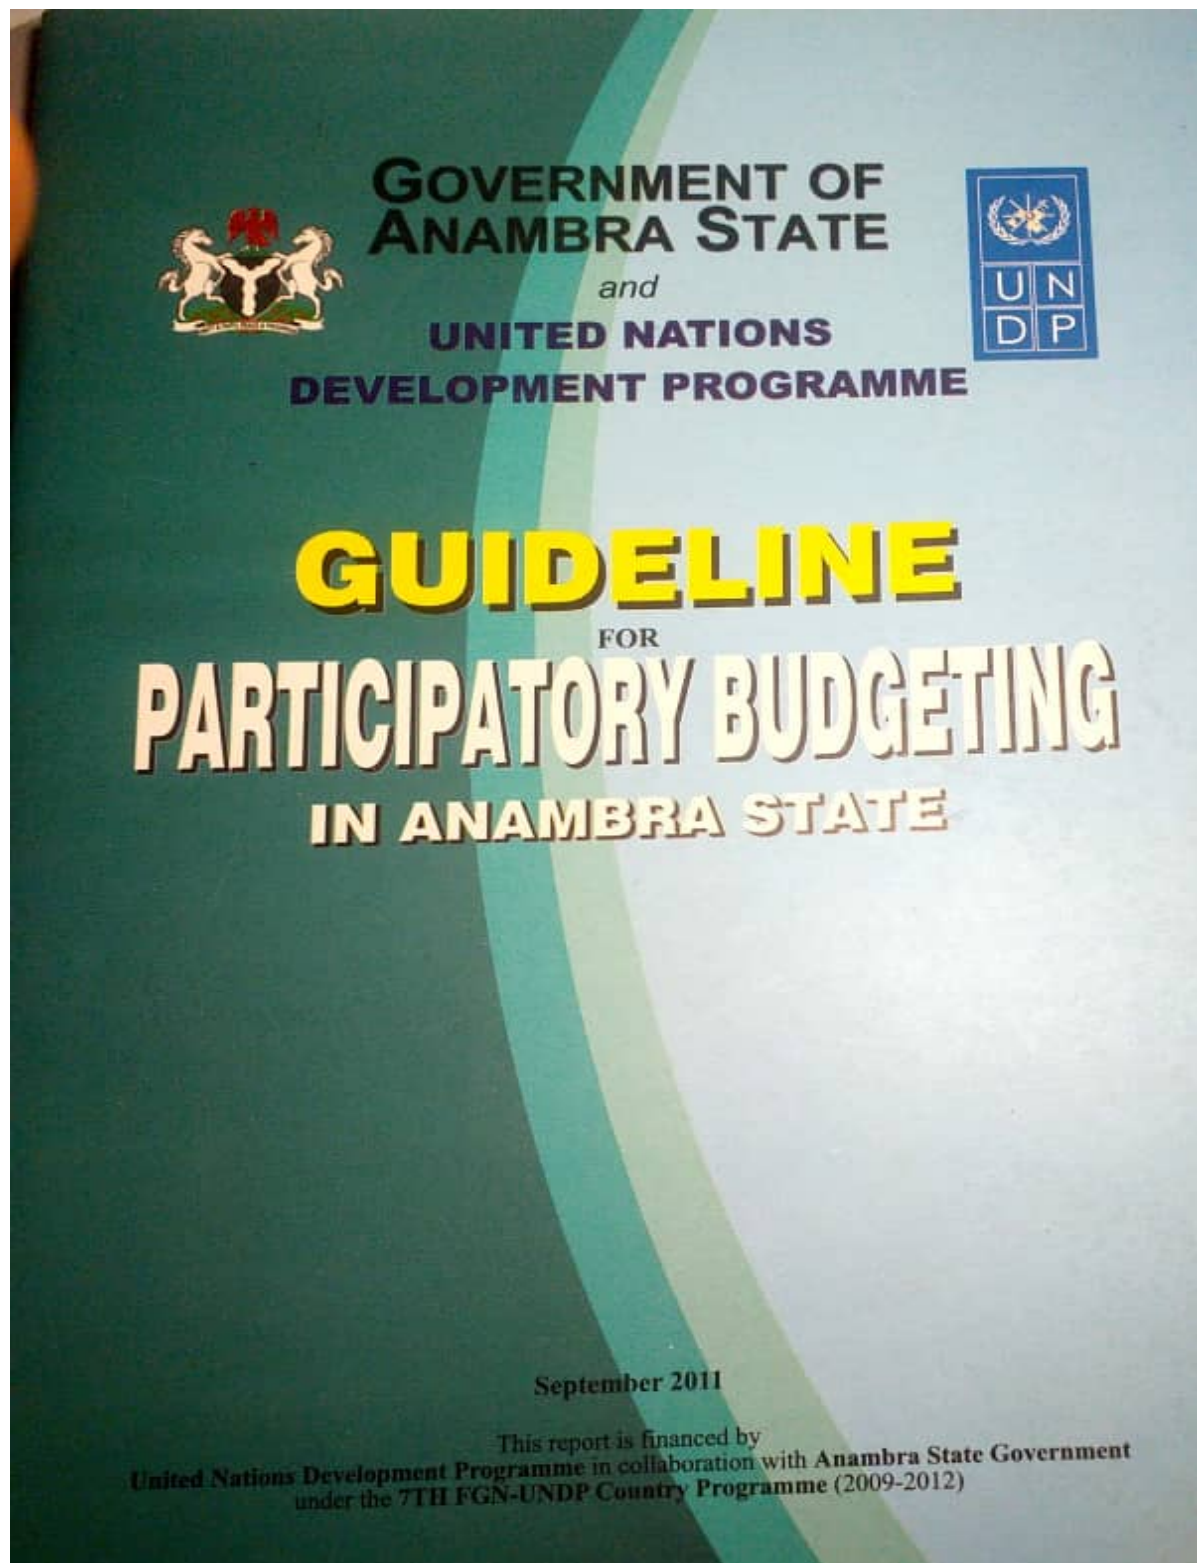 GOVERNMENT OF
ANAMBRA STATE
and
UNITED NATIONS
DEVELOPMENT PROGRAMME
UN
DP
GUIDELINE
FOR
PARTICIPATORY BUDGETING
IN ANAMBRA STATE
September 2011
This report is financed by
United Nations Development Programme in collaboration with Anambra State Government
under the 7TH FGN-UNDP Country Programme (2009-2012)